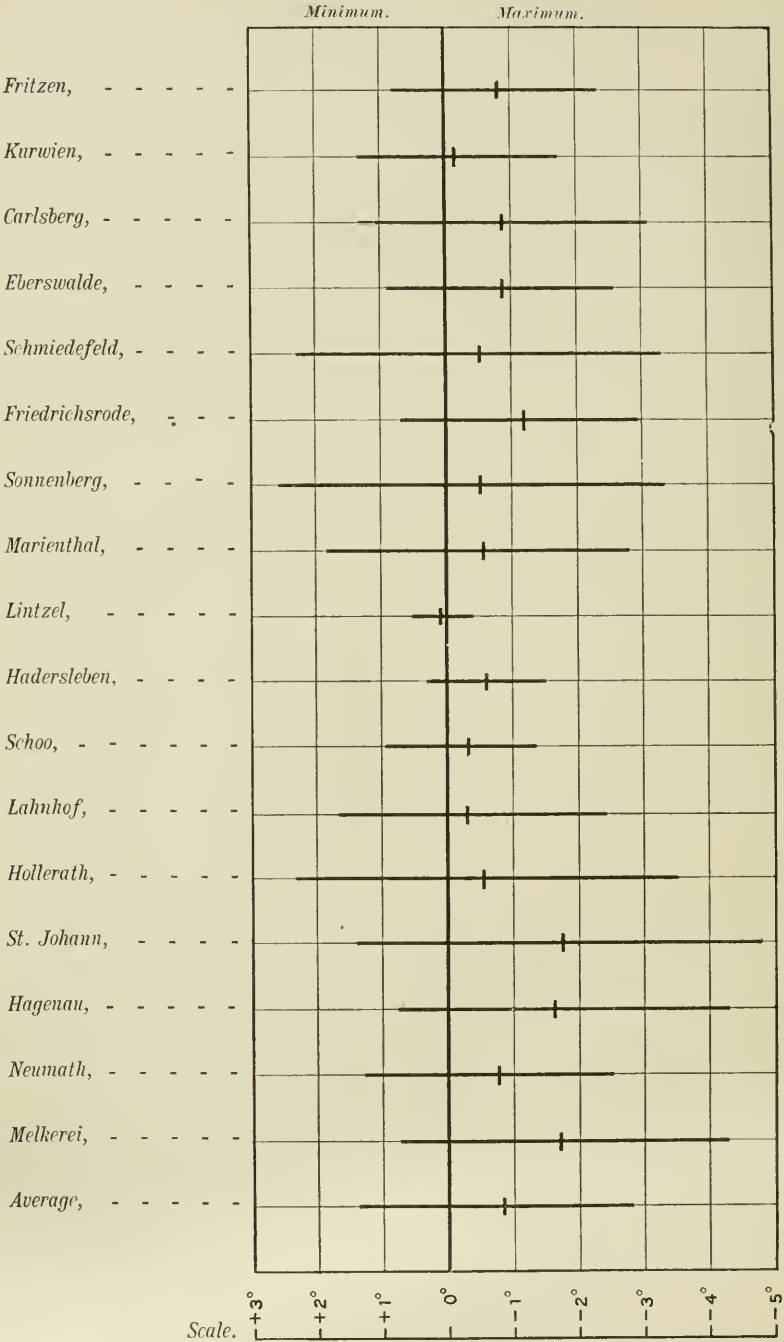 Minimum. Maximum.
Fritzen, - - - - -
Kurwien, - - - - -
Carlsberg, - - - - -
Eberswalde, - - - -
Schmiedefeld, - - - -
Friedrichsrode, - - -
Sonnenberg, - - - -
Marienthal, - - - -
Lintzel, - - - - -
Hadersleben, - - - -
Schoo, - - - - - -
Lahnhof, - - - - -
Hollerath, - - - - -
St. Johann, - - - -
Hagenau, - - - - -
Neumath, - - - - -
Melkerei, - - - - -
Average, - - - - -
Scale. +3° +2° +1° 0° -1° -2° -3° -4° -5°